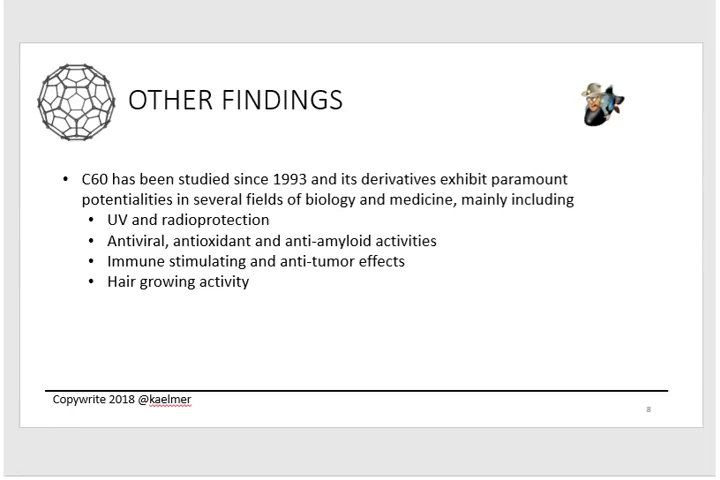 OTHER FINDINGS
• C60 has been studied since 1993 and its derivatives exhibit paramount
potentialities in several fields of biology and medicine, mainly including
• UV and radioprotection
• Antiviral, antioxidant and anti-amyloid activities
• Immune stimulating and anti-tumor effects
• Hair growing activity
Copywrite 2018 @kaelmer
8